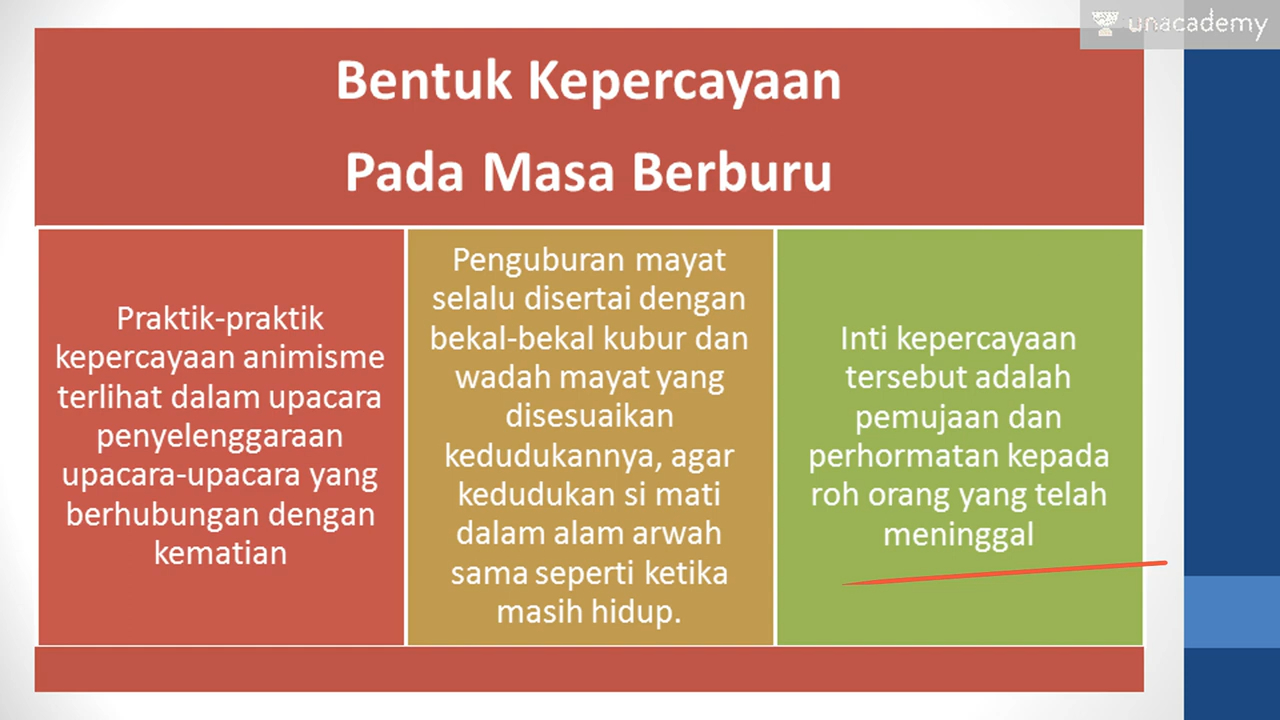 unacademy
Bentuk Kepercayaan
Pada Masa Berburu
Praktik-praktik
kepercayaan animisme
terlihat dalam upacara
penyelenggaraan
upacara-upacara yang
berhubungan dengan
kematian
Penguburan mayat
selalu disertai dengan
bekal-bekal kubur dan
wadah mayat yang
disesuaikan
kedudukannya, agar
kedudukan si mati
dalam alam arwah
sama seperti ketika
masih hidup.
Inti kepercayaan
tersebut adalah
pemujaan dan
perhormatan kepada
roh orang yang telah
meninggal